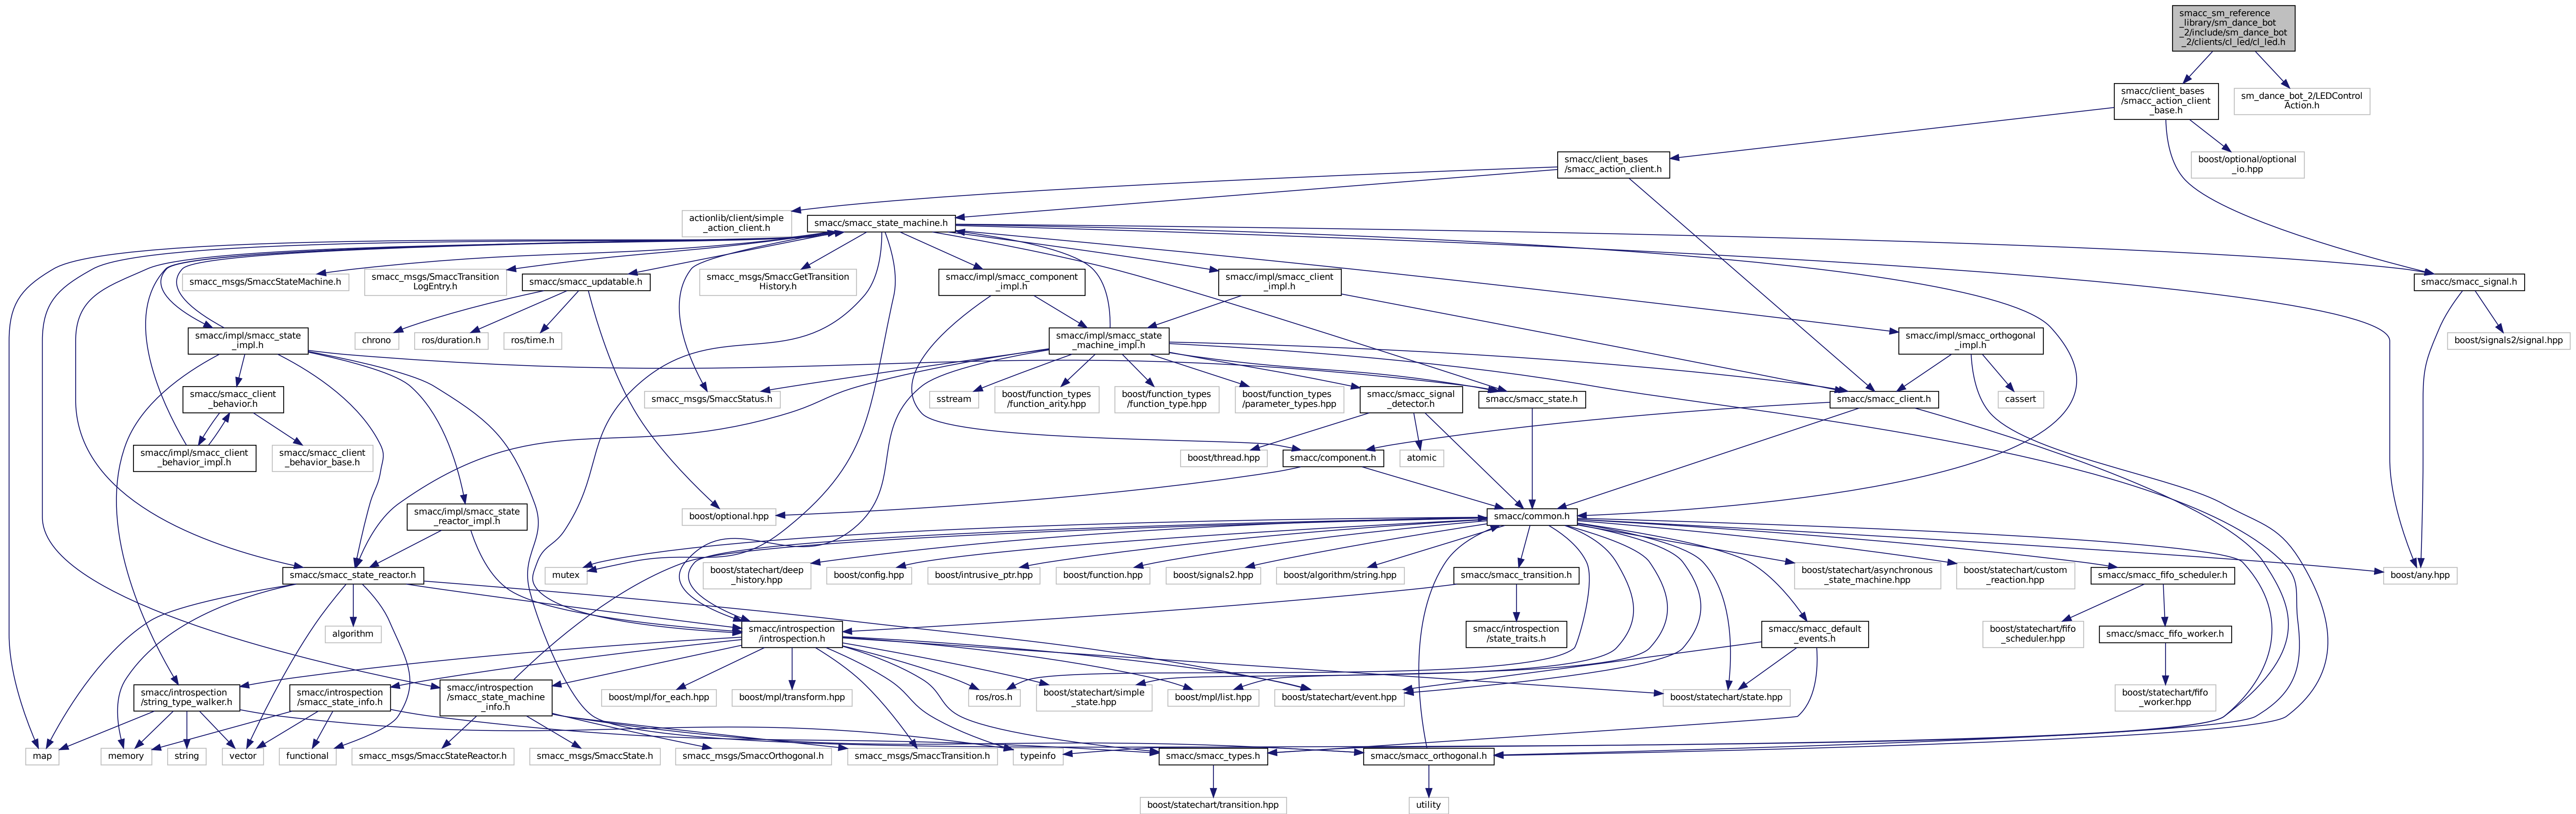 smacc_sm_reference
_library/sm_dance_bot
_2/include/sm_dance_bot
_2/clients/cl_led/cl_led.h
smacc/client_bases
/smacc_action_client
_base.h
sm_dance_bot_2/LEDControl
Action.h
smacc/client_bases
/smacc_action_client.h
boost/optional/optional
_io.hpp
actionlib/client/simple
_action_client.h
smacc/smacc_state_machine.h
smacc_msgs/SmaccStateMachine.h
smacc_msgs/SmaccTransition
LogEntry.h
smacc/smacc_updatable.h
smacc_msgs/SmaccGetTransition
History.h
smacc/impl/smacc_component
_impl.h
smacc/impl/smacc_client
_impl.h
smacc/smacc_signal.h
smacc/impl/smacc_state
_impl.h
chrono
ros/duration.h
ros/time.h
smacc/impl/smacc_state
_machine_impl.h
smacc/impl/smacc_orthogonal
_impl.h
boost/signals2/signal.hpp
smacc/smacc_client
_behavior.h
smacc_msgs/SmaccStatus.h
sstream
boost/function_types
/function_arity.hpp
boost/function_types
/function_type.hpp
boost/function_types
/parameter_types.hpp
smacc/smacc_signal
_detector.h
smacc/smacc_state.h
smacc/smacc_client.h
cassert
smacc/impl/smacc_client
_behavior_impl.h
smacc/smacc_client
_behavior_base.h
boost/thread.hpp
smacc/component.h
atomic
smacc/impl/smacc_state
_reactor_impl.h
boost/optional.hpp
smacc/common.h
smacc/smacc_state_reactor.h
mutex
boost/statechart/deep
_history.hpp
boost/config.hpp
boost/intrusive_ptr.hpp
boost/function.hpp
boost/signals2.hpp
boost/algorithm/string.hpp
smacc/smacc_transition.h
boost/statechart/asynchronous
_state_machine.hpp
boost/statechart/custom
_reaction.hpp
smacc/smacc_fifo_scheduler.h
boost/any.hpp
algorithm
smacc/introspection
/introspection.h
smacc/introspection
/state_traits.h
smacc/smacc_default
_events.h
boost/statechart/fifo
_scheduler.hpp
smacc/smacc_fifo_worker.h
smacc/introspection
/string_type_walker.h
smacc/introspection
/smacc_state_info.h
smacc/introspection
/smacc_state_machine
_info.h
boost/mpl/for_each.hpp
boost/mpl/transform.hpp
ros/ros.h
boost/statechart/simple
_state.hpp
boost/mpl/list.hpp
boost/statechart/event.hpp
boost/statechart/state.hpp
boost/statechart/fifo
_worker.hpp
map
memory
string
vector
functional
smacc_msgs/SmaccStateReactor.h
smacc_msgs/SmaccState.h
smacc_msgs/SmaccOrthogonal.h
smacc_msgs/SmaccTransition.h
typeinfo
smacc/smacc_types.h
smacc/smacc_orthogonal.h
boost/statechart/transition.hpp
utility